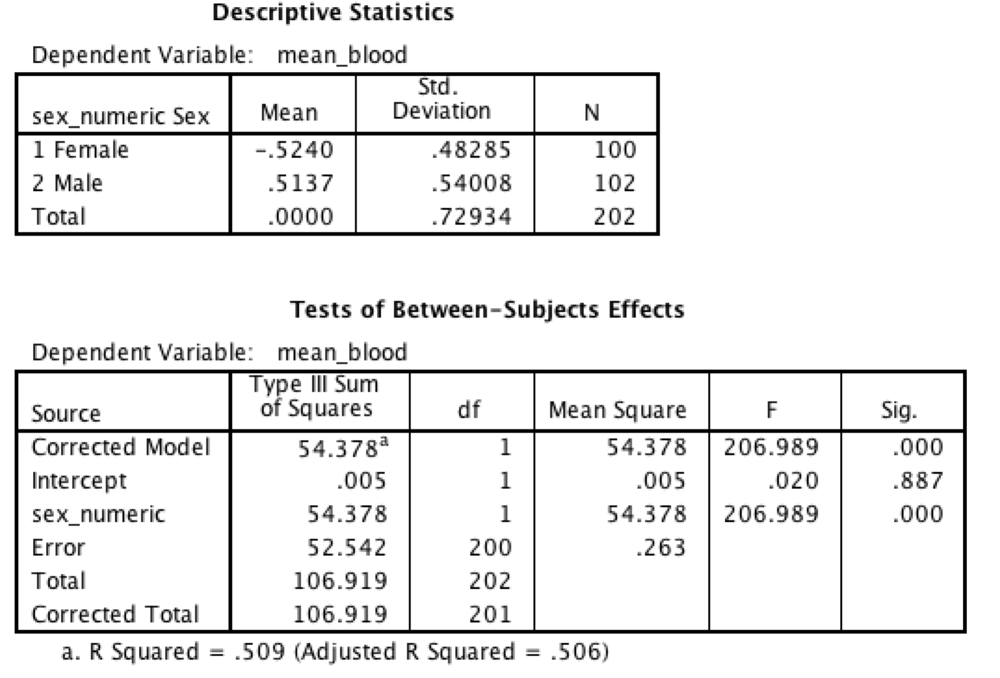 Descriptive Statistics
Dependent Variable: mean_blood
sex_numeric Sex Mean Std. Deviation N
1 Female –.5240 .48285 100
2 Male .5137 .54008 102
Total .0000 .72934 202
Tests of Between–Subjects Effects
Dependent Variable: mean_blood
Source Type III Sum of Squares df Mean Square F Sig.
Corrected Model 54.378a 1 54.378 206.989 .000
Intercept .005 1 .005 .020 .887
sex_numeric 54.378 1 54.378 206.989 .000
Error 52.542 200 .263
Total 106.919 202
Corrected Total 106.919 201
a. R Squared = .509 (Adjusted R Squared = .506)